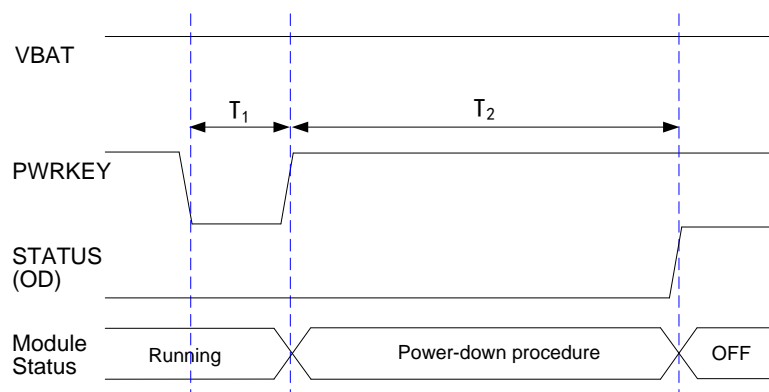 VBAT
T₁
T₂
PWRKEY
STATUS
(OD)
Module
Status
Running
Power-down procedure
OFF